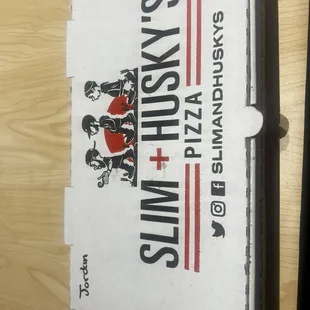 SLIM + HUSKY'S
PIZZA
SLIMANDHUSKYS
Jordan